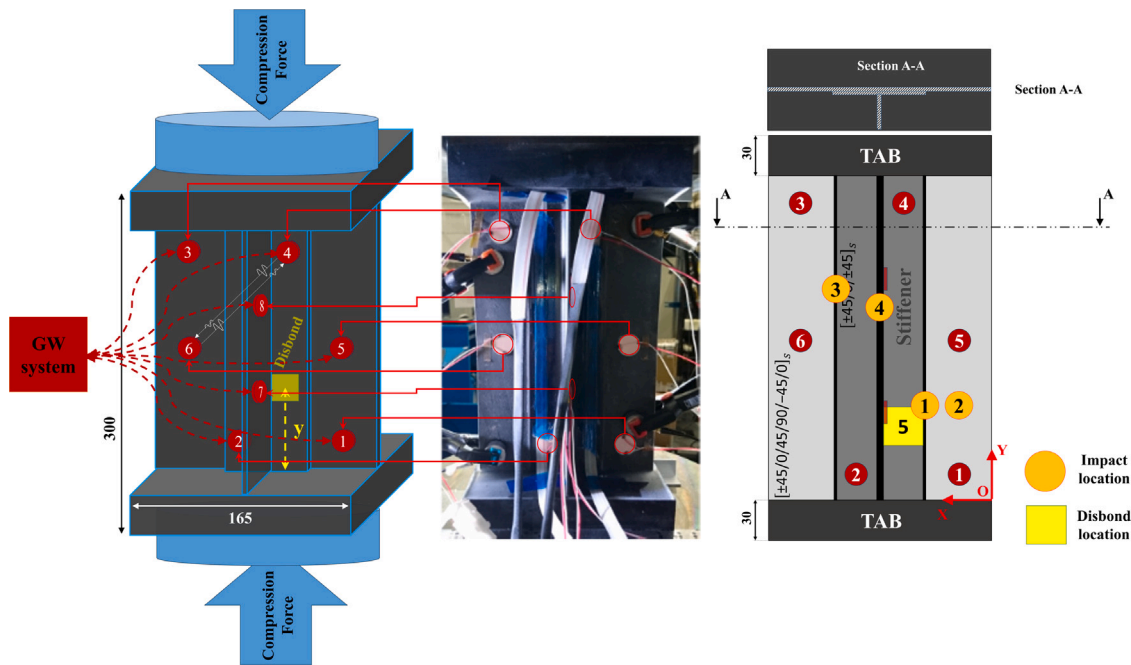 Compression
Force
3
4
8
6
5
Disbond
7
y
2
1
GW
system
300
165
Compression
Force
Section A-A
Section A-A
30
TAB
A
A
3
4
[±45/0/±45]s
3
4
Stiffener
6
5
1
2
5
[±45/0/45/90/−45/0]s
2
1
Y
O
X
30
TAB
Impact
location
Disbond
location